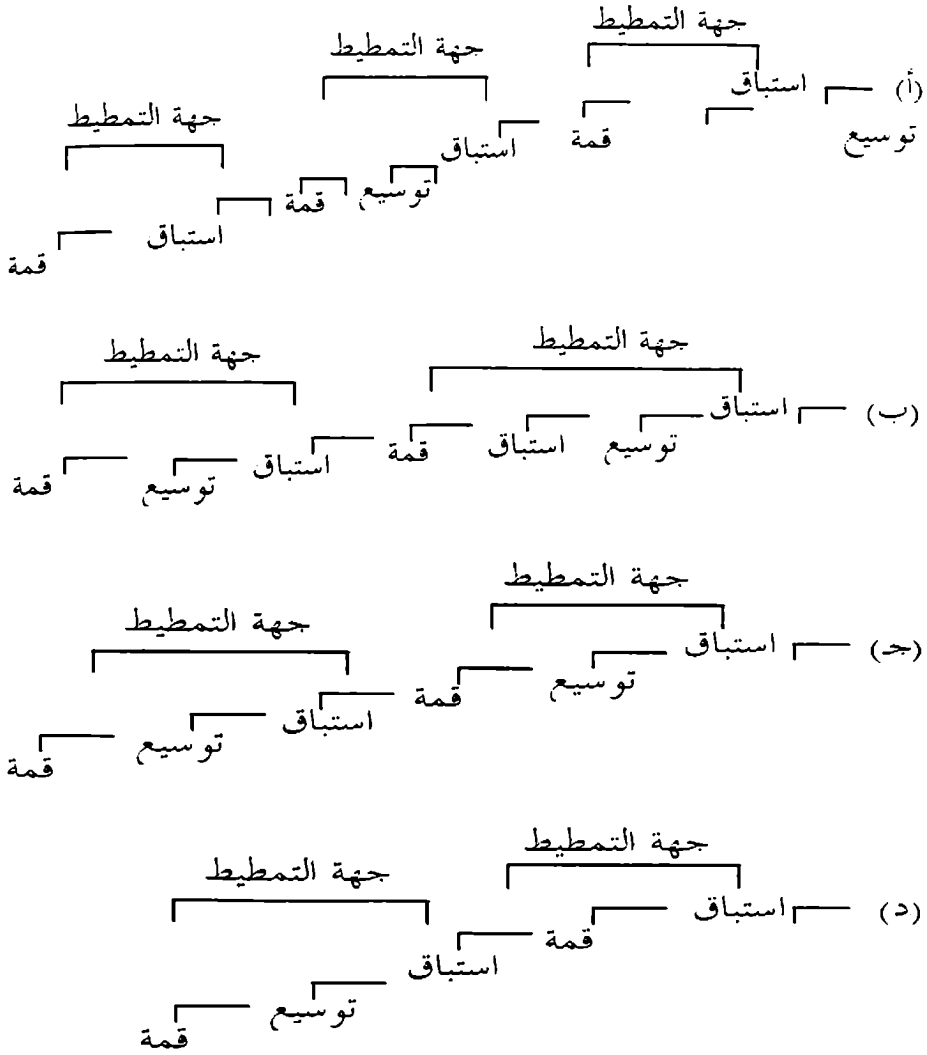 جهة التمطيط
جهة التمطيط
جهة التمطيط
(أ) استباق توسيع قمة استباق توسيع قمة استباق قمة
جهة التمطيط جهة التمطيط
(ب) استباق توسيع استباق قمة استباق توسيع قمة
جهة التمطيط
جهة التمطيط
(جـ) استباق توسيع قمة استباق توسيع قمة
جهة التمطيط
جهة التمطيط
(د) استباق قمة استباق توسيع قمة